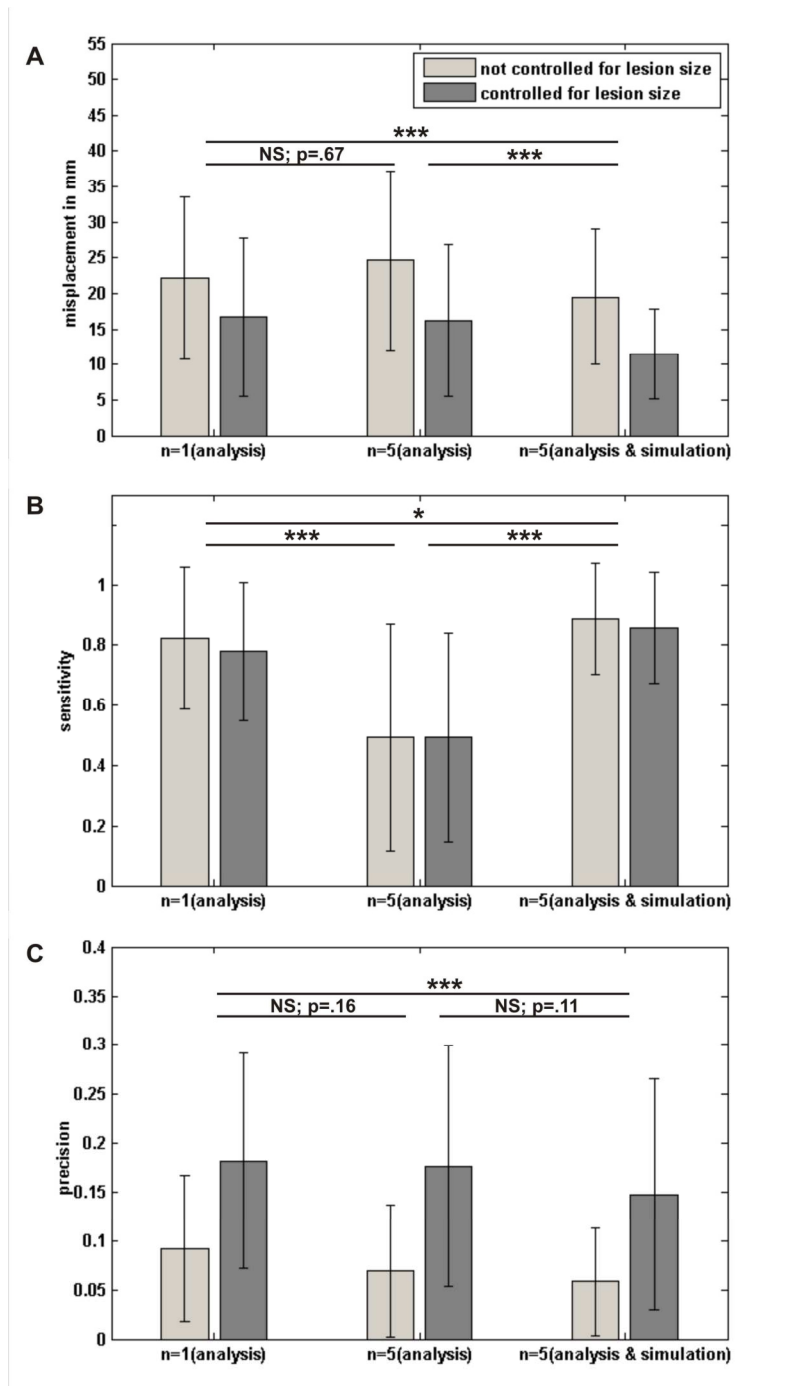 A
55
50
45
40
35
30
25
20
15
10
5
0
misplacement in mm
not controlled for lesion size
controlled for lesion size
***
NS; p=.67
***
n=1(analysis)
n=5(analysis)
n=5(analysis & simulation)
B
1
0.8
0.6
0.4
0.2
0
sensitivity
*
***
***
n=1(analysis)
n=5(analysis)
n=5(analysis & simulation)
C
0.4
0.35
0.3
0.25
0.2
0.15
0.1
0.05
0
precision
***
NS; p=.16
NS; p=.11
n=1(analysis)
n=5(analysis)
n=5(analysis & simulation)